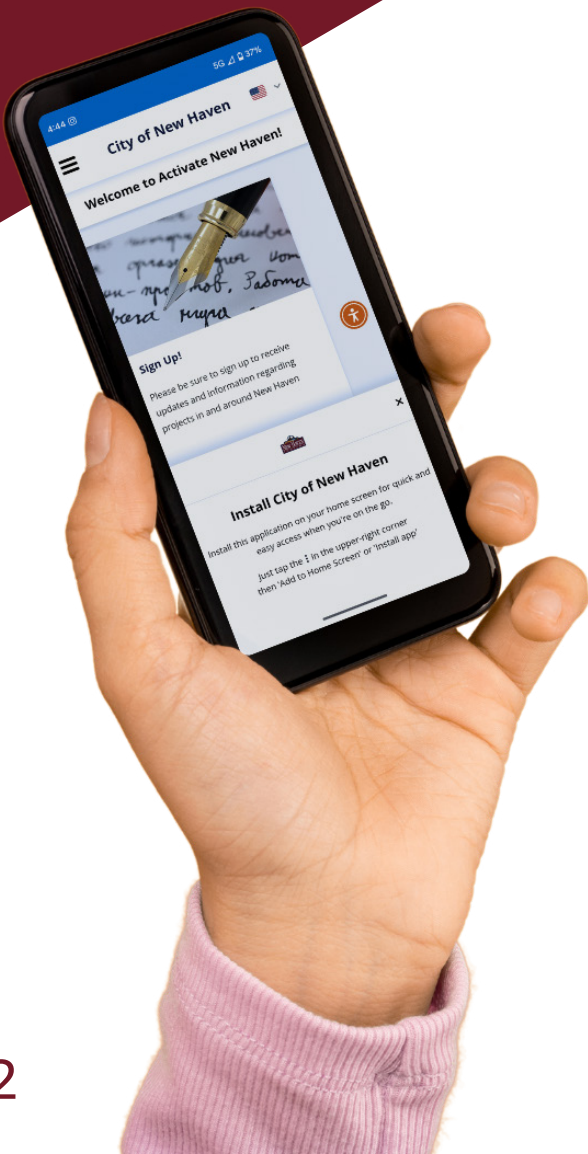 4:44
5G 37%
City of New Haven
Welcome to Activate New Haven!
Работа
Sign Up!
Please be sure to sign up to receive
updates and information regarding
projects in and around New Haven
Install City of New Haven
Install this application on your home screen for quick and
easy access when you're on the go.
Just tap the ⋮ in the upper-right corner
then 'Add to Home Screen' or 'Install app'
2